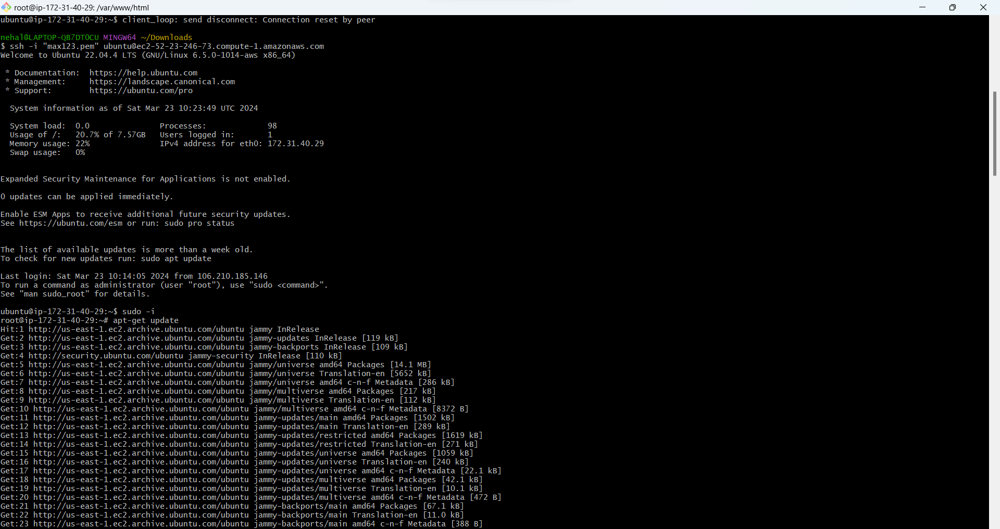 root@ip-172-31-40-29: /var/www/html
ubuntu@ip-172-31-40-29:~$ client_loop: send disconnect: Connection reset by peer
nehal@LAPTOP-QB7DT0CU MINGW64 ~/Downloads
$ ssh -i "max123.pem" ubuntu@ec2-52-23-246-73.compute-1.amazonaws.com
Welcome to Ubuntu 22.04.4 LTS (GNU/Linux 6.5.0-1014-aws x86_64)
* Documentation:  https://help.ubuntu.com
* Management:     https://landscape.canonical.com
* Support:        https://ubuntu.com/pro
System information as of Sat Mar 23 10:23:49 UTC 2024
System load:  0.0               Processes:             98
Usage of /:   20.7% of 7.57GB   Users logged in:       1
Memory usage: 22%               IPv4 address for eth0: 172.31.40.29
Swap usage:   0%
Expanded Security Maintenance for Applications is not enabled.
0 updates can be applied immediately.
Enable ESM Apps to receive additional future security updates.
See https://ubuntu.com/esm or run: sudo pro status
The list of available updates is more than a week old.
To check for new updates run: sudo apt update
Last login: Sat Mar 23 10:14:05 2024 from 106.210.185.146
To run a command as administrator (user "root"), use "sudo <command>".
See "man sudo_root" for details.
ubuntu@ip-172-31-40-29:~$ sudo -i
root@ip-172-31-40-29:~# apt-get update
Hit:1 http://us-east-1.ec2.archive.ubuntu.com/ubuntu jammy InRelease
Get:2 http://us-east-1.ec2.archive.ubuntu.com/ubuntu jammy-updates InRelease [119 kB]
Get:3 http://us-east-1.ec2.archive.ubuntu.com/ubuntu jammy-backports InRelease [109 kB]
Get:4 http://security.ubuntu.com/ubuntu jammy-security InRelease [110 kB]
Get:5 http://us-east-1.ec2.archive.ubuntu.com/ubuntu jammy/universe amd64 Packages [14.1 MB]
Get:6 http://us-east-1.ec2.archive.ubuntu.com/ubuntu jammy/universe Translation-en [5652 kB]
Get:7 http://us-east-1.ec2.archive.ubuntu.com/ubuntu jammy/universe amd64 c-n-f Metadata [286 kB]
Get:8 http://us-east-1.ec2.archive.ubuntu.com/ubuntu jammy/multiverse amd64 Packages [217 kB]
Get:9 http://us-east-1.ec2.archive.ubuntu.com/ubuntu jammy/multiverse Translation-en [112 kB]
Get:10 http://us-east-1.ec2.archive.ubuntu.com/ubuntu jammy/multiverse amd64 c-n-f Metadata [8372 B]
Get:11 http://us-east-1.ec2.archive.ubuntu.com/ubuntu jammy-updates/main amd64 Packages [1502 kB]
Get:12 http://us-east-1.ec2.archive.ubuntu.com/ubuntu jammy-updates/main Translation-en [289 kB]
Get:13 http://us-east-1.ec2.archive.ubuntu.com/ubuntu jammy-updates/restricted amd64 Packages [1619 kB]
Get:14 http://us-east-1.ec2.archive.ubuntu.com/ubuntu jammy-updates/restricted Translation-en [271 kB]
Get:15 http://us-east-1.ec2.archive.ubuntu.com/ubuntu jammy-updates/universe amd64 Packages [1059 kB]
Get:16 http://us-east-1.ec2.archive.ubuntu.com/ubuntu jammy-updates/universe Translation-en [240 kB]
Get:17 http://us-east-1.ec2.archive.ubuntu.com/ubuntu jammy-updates/universe amd64 c-n-f Metadata [22.1 kB]
Get:18 http://us-east-1.ec2.archive.ubuntu.com/ubuntu jammy-updates/multiverse amd64 Packages [42.1 kB]
Get:19 http://us-east-1.ec2.archive.ubuntu.com/ubuntu jammy-updates/multiverse Translation-en [10.1 kB]
Get:20 http://us-east-1.ec2.archive.ubuntu.com/ubuntu jammy-updates/multiverse amd64 c-n-f Metadata [472 B]
Get:21 http://us-east-1.ec2.archive.ubuntu.com/ubuntu jammy-backports/main amd64 Packages [67.1 kB]
Get:22 http://us-east-1.ec2.archive.ubuntu.com/ubuntu jammy-backports/main Translation-en [11.0 kB]
Get:23 http://us-east-1.ec2.archive.ubuntu.com/ubuntu jammy-backports/main amd64 c-n-f Metadata [388 B]